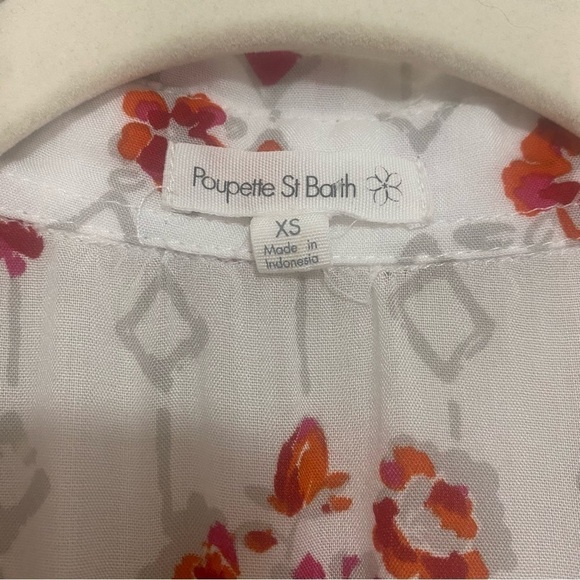 Poupette St Barth
XS
Made in
Indonesia